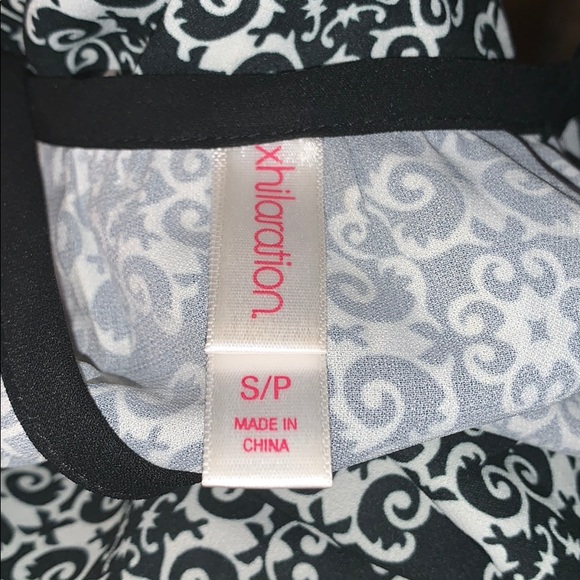 xhilaration.
S/P
MADE IN
CHINA